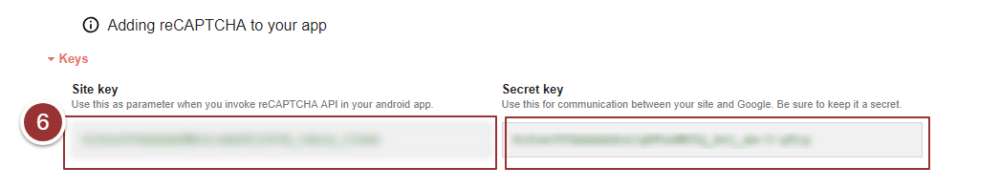 Adding reCAPTCHA to your app
Keys
Site key
Use this as parameter when you invoke reCAPTCHA API in your android app.
Secret key
Use this for communication between your site and Google. Be sure to keep it a secret.
6